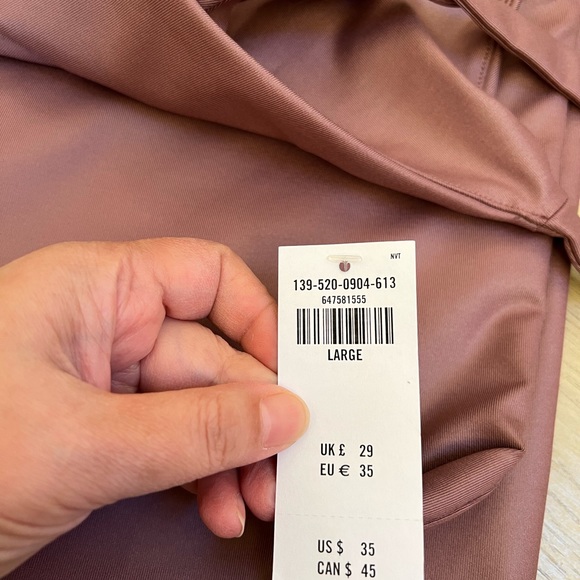 NVT
139-520-0904-613
647581555
LARGE
UK £ 29
EU € 35
US $ 35
CAN $ 45